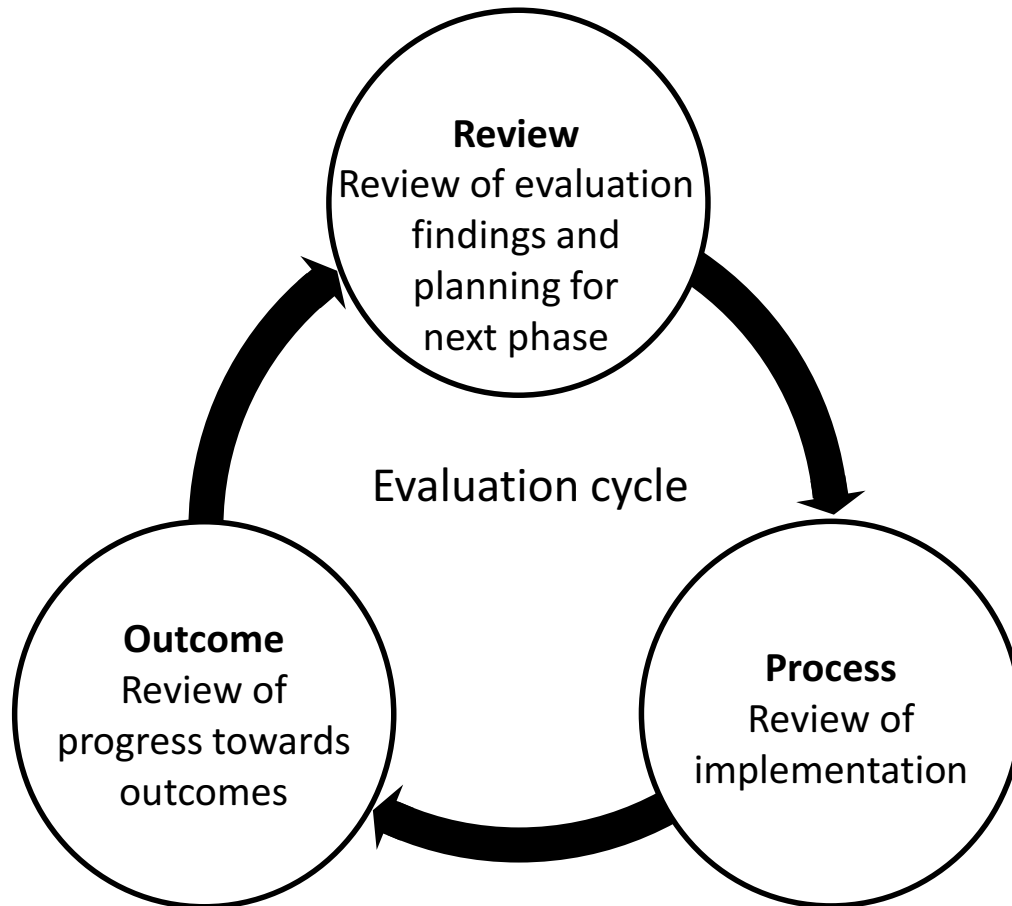 Review
Review of evaluation
findings and
planning for
next phase
Evaluation cycle
Outcome
Review of
progress towards
outcomes
Process
Review of
implementation